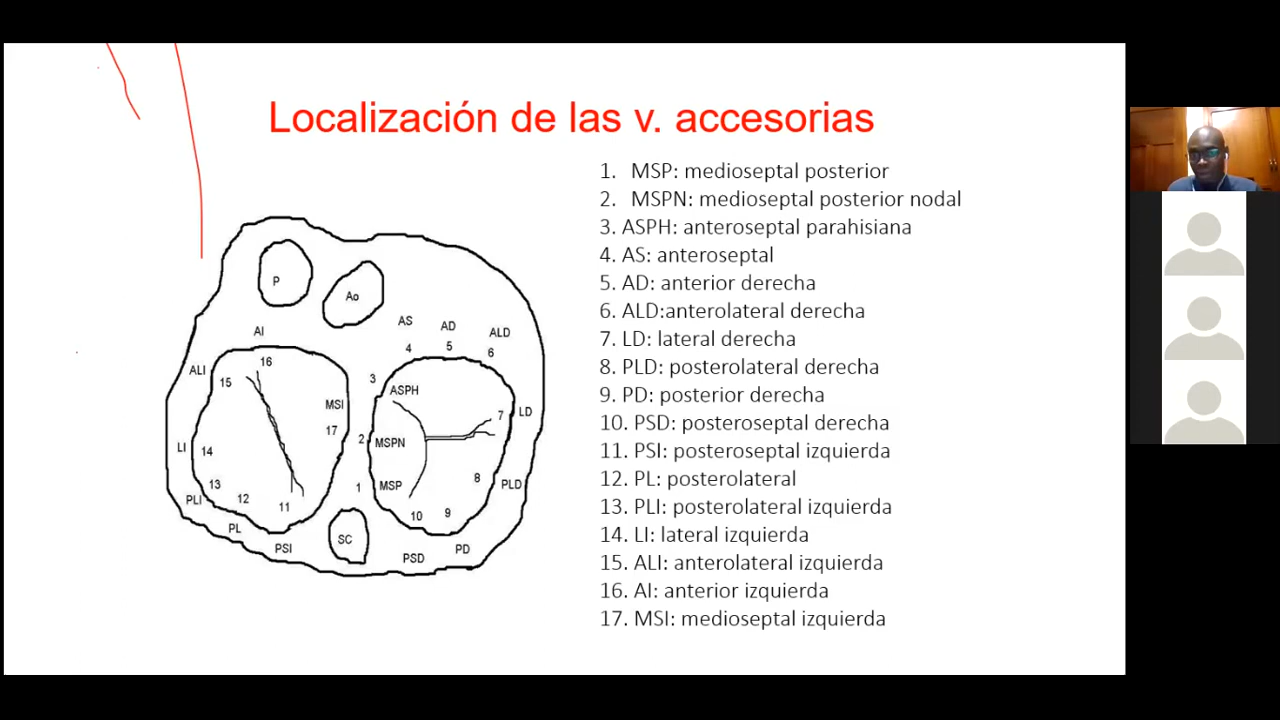 Localización de las v. accesorias
1. MSP: medioseptal posterior
2. MSPN: medioseptal posterior nodal
3. ASPH: anteroseptal parahisiana
4. AS: anteroseptal
5. AD: anterior derecha
6. ALD:anterolateral derecha
7. LD: lateral derecha
8. PLD: posterolateral derecha
9. PD: posterior derecha
10. PSD: posteroseptal derecha
11. PSI: posteroseptal izquierda
12. PL: posterolateral
13. PLI: posterolateral izquierda
14. LI: lateral izquierda
15. ALI: anterolateral izquierda
16. AI: anterior izquierda
17. MSI: medioseptal izquierda
P
Ao
AS
AD
ALD
AI
4
5
6
16
ALI
15
3
ASPH
MSI
17
7
LD
LI
14
2
MSPN
13
12
11
1
MSP
8
PLD
PLI
10
9
PL
PSI
SC
PSD
PD